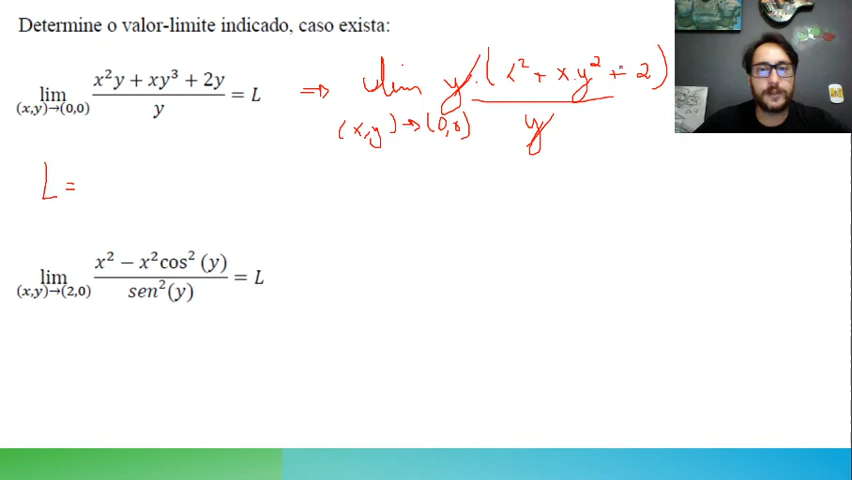 Determine o valor-limite indicado, caso exista:
lim (x,y)→(0,0) (x²y + xy³ + 2y) / y = L ⇒ lim (x,y)→(0,0) y·(x² + x·y² + 2) / y
L =
lim (x,y)→(2,0) (x² − x²cos²(y)) / sen²(y) = L